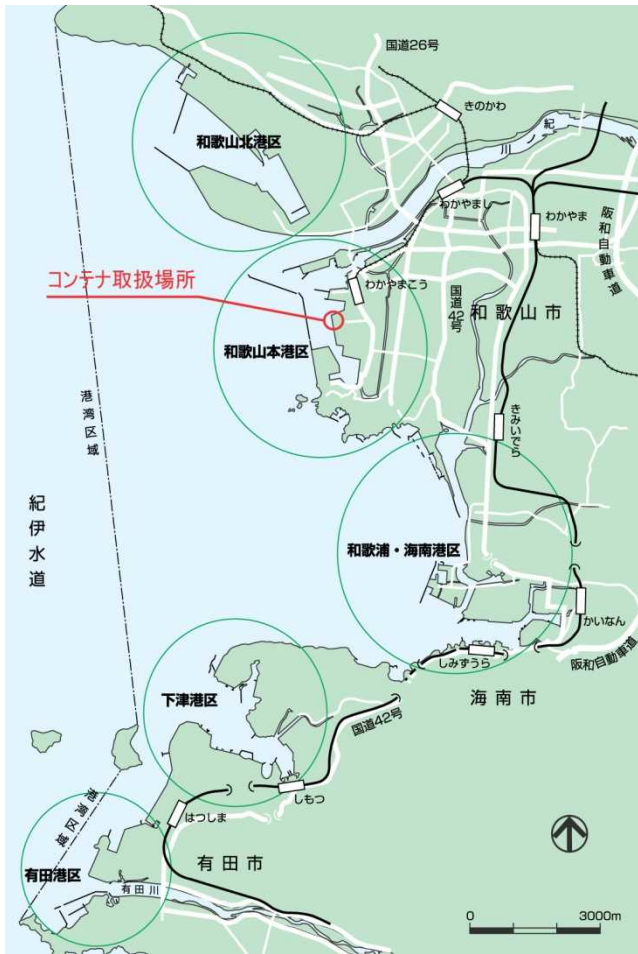 国道26号
きのかわ
紀
川
和歌山北港区
わかやまし
わかやま
阪和自動車道
コンテナ取扱場所
わかやまこう
国道42号
和歌山市
和歌山本港区
港湾区域
きみいでら
紀伊水道
和歌浦・海南港区
かいなん
しみずうら
阪和自動車道
海南市
下津港区
国道42号
しもつ
はつしま
港湾区域
有田市
有田港区
有田川
0 3000m